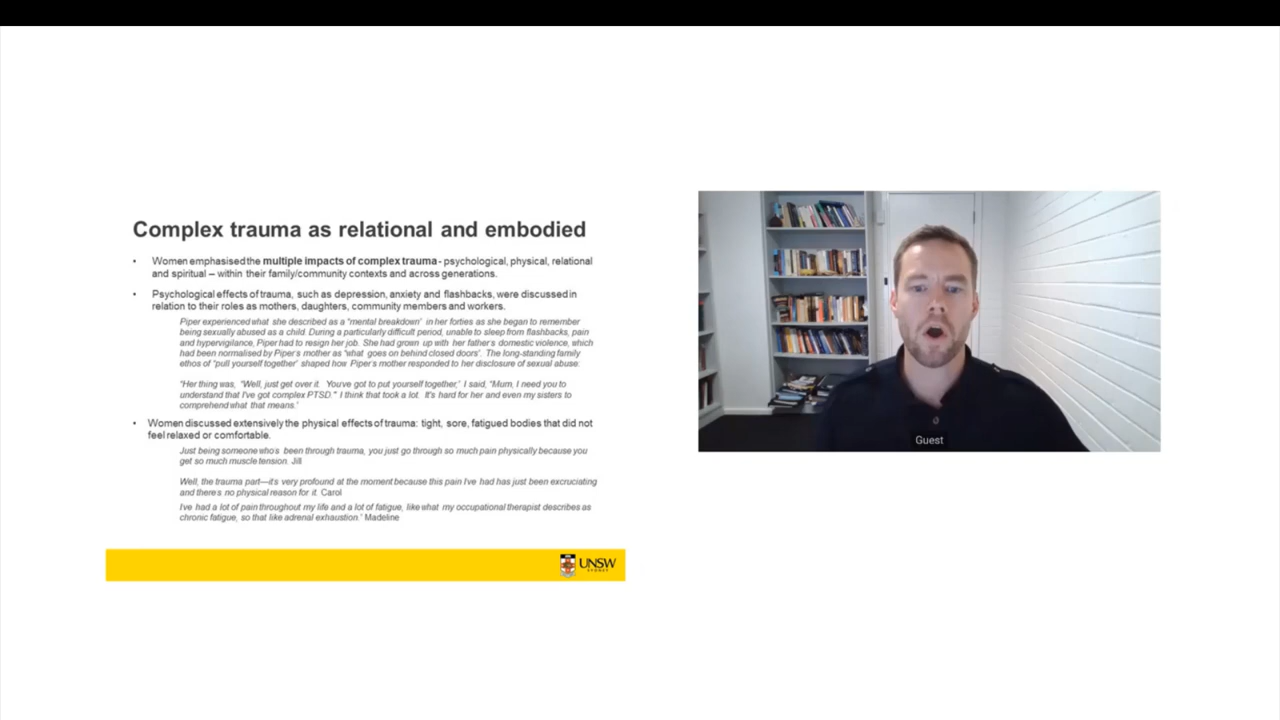 Complex trauma as relational and embodied
• Women emphasised the multiple impacts of complex trauma - psychological, physical, relational
and spiritual – within their family/community contexts and across generations.
• Psychological effects of trauma, such as depression, anxiety and flashbacks, were discussed in
relation to their roles as mothers, daughters, community members and workers.
Piper experienced what she described as a "mental breakdown" in her forties as she began to remember
being sexually abused as a child. During a particularly difficult period, unable to sleep from flashbacks, pain
and hypervigilance, Piper had to resign her job. She had grown up with her father's domestic violence, which
had been normalised by Piper's mother as "what goes on behind closed doors". The long-standing family
ethos of "pull yourself together" shaped how Piper's mother responded to her disclosure of sexual abuse:
"Her thing was, "Well, just get over it. You've got to put yourself together,' I said, "Mum, I need you to
understand that I've got complex PTSD." I think that took a lot. It's hard for her and even my sisters to
comprehend what that means.'
• Women discussed extensively the physical effects of trauma: tight, sore, fatigued bodies that did not
feel relaxed or comfortable.
Just being someone who's been through trauma, you just go through so much pain physically because you
get so much muscle tension. Jill
Well, the trauma part—it's very profound at the moment because this pain I've had has just been excruciating
and there's no physical reason for it. Carol
I've had a lot of pain throughout my life and a lot of fatigue, like what my occupational therapist describes as
chronic fatigue, so that like adrenal exhaustion.' Madeline
UNSW
SYDNEY
Guest